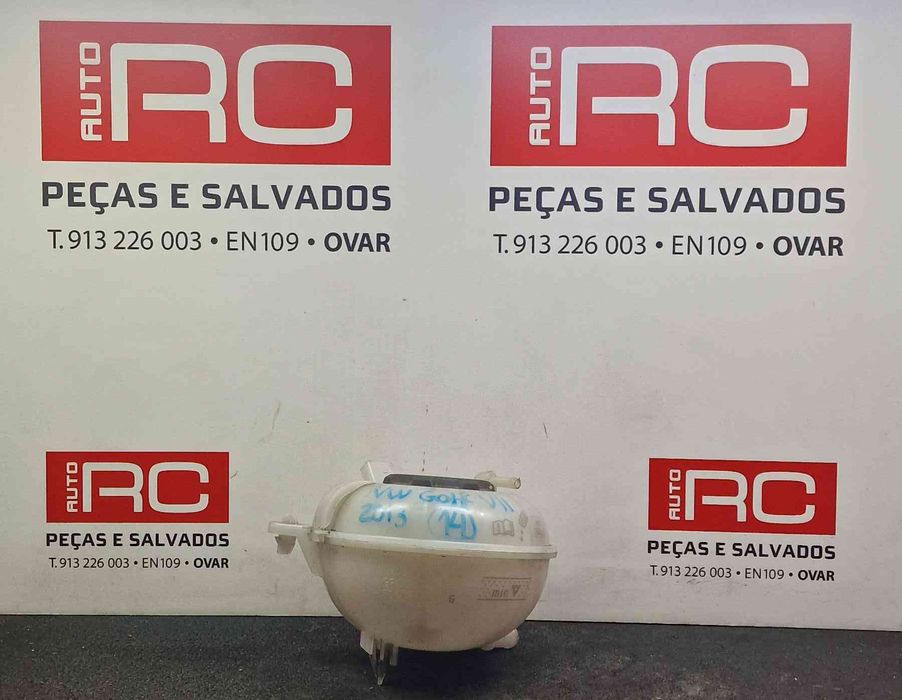 AUTO RC
PEÇAS E SALVADOS
T. 913 226 003 • EN109 • OVAR
AUTO RC
PEÇAS E SALVADOS
T. 913 226 003 • EN109 • OVAR
AUTO RC
PEÇAS E SALVADOS
T. 913 226 003 • EN109 • OVAR
AUTO RC
PEÇAS E SALVADOS
T. 913 226 003 • EN109 • OVAR
VW GOLF VII
2013 (14)
min